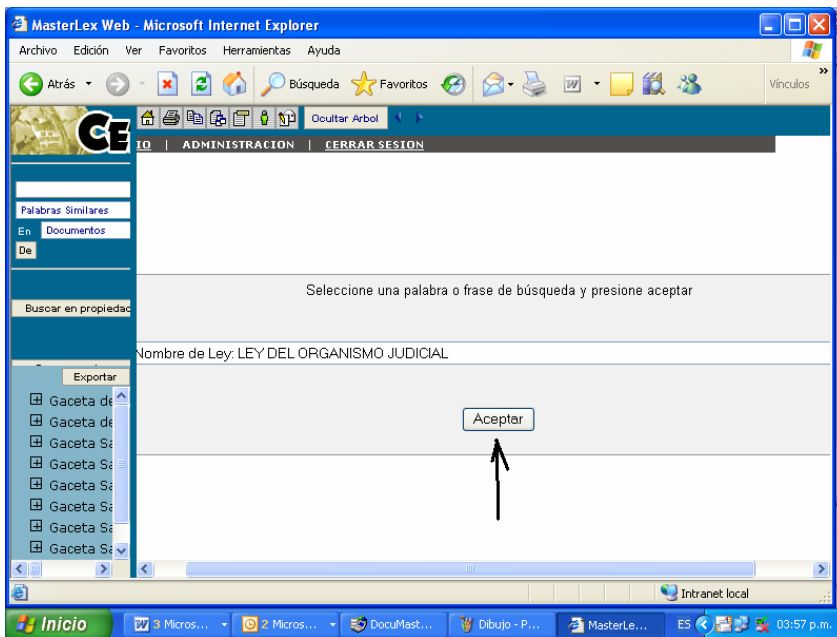 MasterLex Web - Microsoft Internet Explorer
Archivo Edición Ver Favoritos Herramientas Ayuda
Atrás Búsqueda Favoritos Vínculos »
CE Ocultar Arbol
IO | ADMINISTRACION | CERRAR SESION
Palabras Similares
En Documentos
De
Seleccione una palabra o frase de búsqueda y presione aceptar
Buscar en propiedad
Nombre de Ley: LEY DEL ORGANISMO JUDICIAL
Exportar
Gaceta de
Gaceta de
Gaceta Sa
Gaceta Sa
Gaceta Sa
Gaceta Sa
Gaceta Sa
Gaceta Sa
Aceptar
Intranet local
Inicio 3 Micros... 2 Micros... DocuMast... Dibujo - P... MasterLe... ES 03:57 p.m.